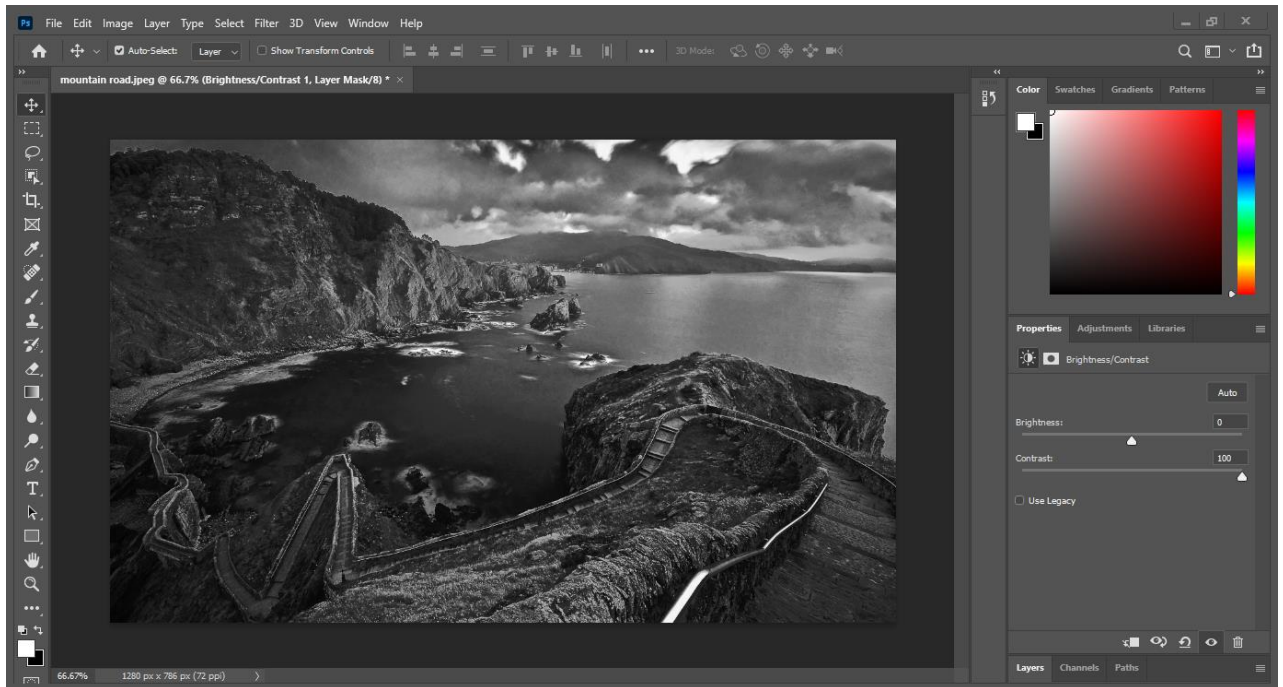 Ps File Edit Image Layer Type Select Filter 3D View Window Help
Auto-Select: Layer Show Transform Controls 3D Mode:
mountain road.jpeg @ 66.7% (Brightness/Contrast 1, Layer Mask/8) * ×
Color Swatches Gradients Patterns
Properties Adjustments Libraries
Brightness/Contrast
Auto
Brightness: 0
Contrast: 100
Use Legacy
T
66.67% 1280 px x 786 px (72 ppi)
Layers Channels Paths